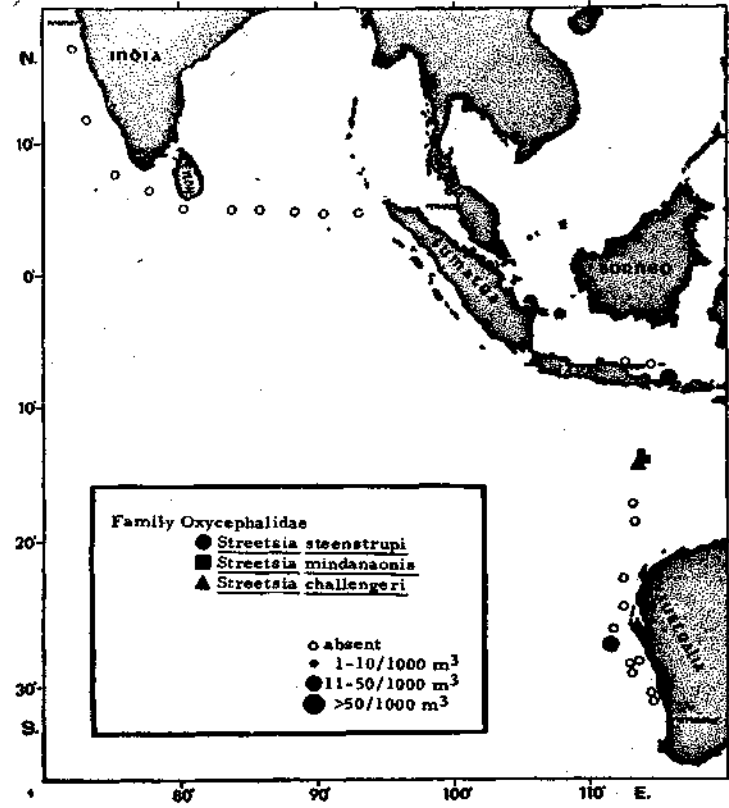 N.
INDIA
10°
0°
SUMATRA
BORNEO
10°
20°
30°
S.
AUSTRALIA
Family Oxycephalidae
Streetsia steenstrupi
Streetsia mindanaonis
Streetsia challengeri
absent
1-10/1000 m³
11-50/1000 m³
>50/1000 m³
80° 90° 100° 110° E.